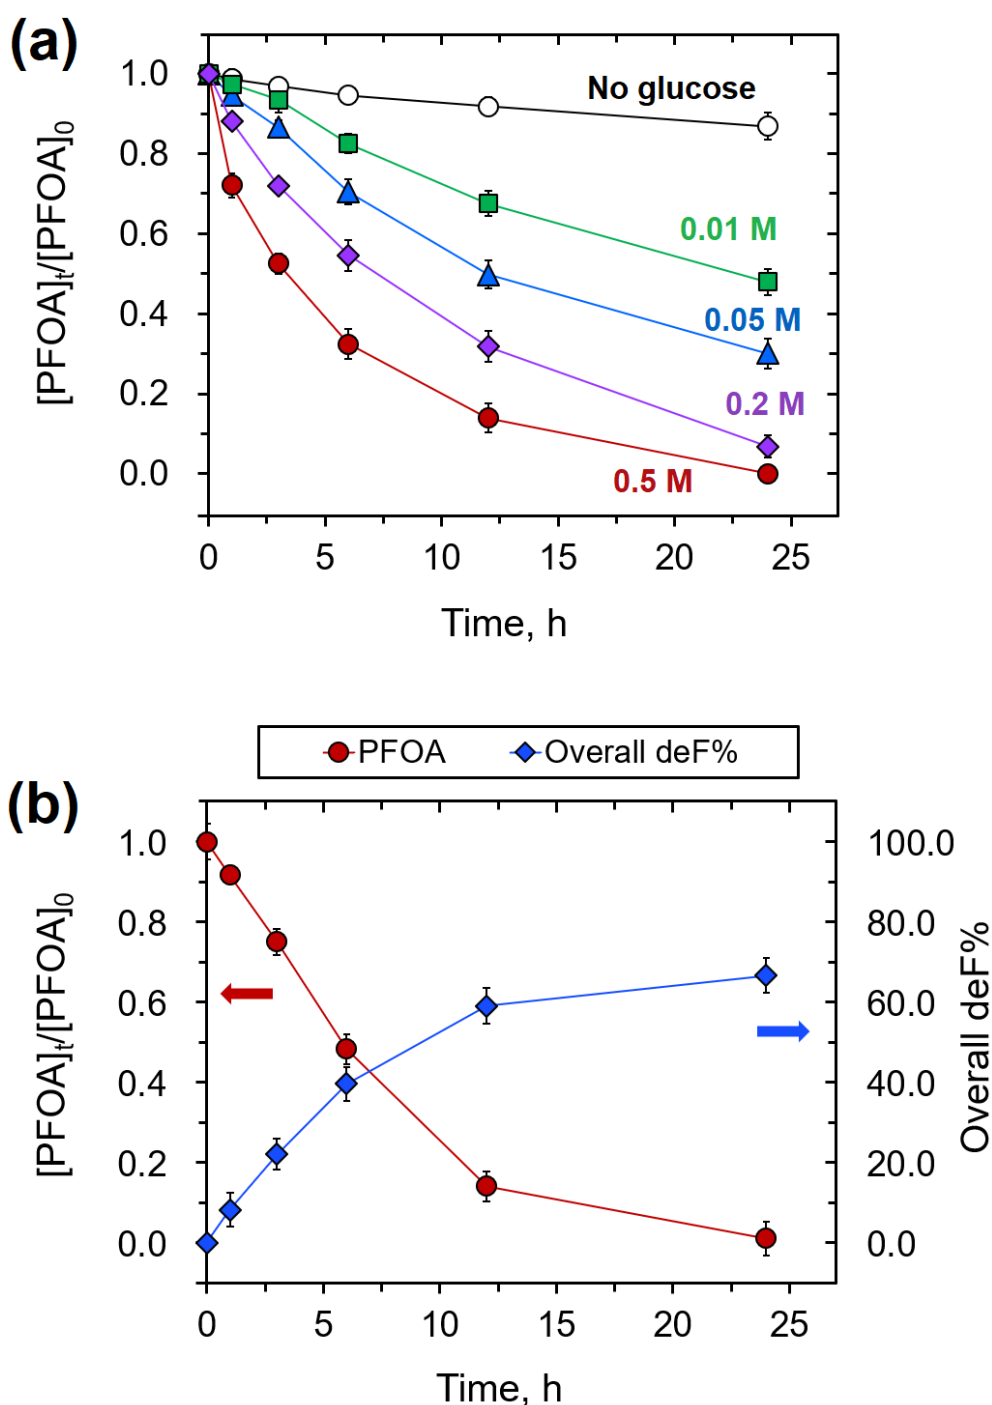 (a)
[PFOA]t/[PFOA]0
1.0
0.8
0.6
0.4
0.2
0.0
No glucose
0.01 M
0.05 M
0.2 M
0.5 M
0 5 10 15 20 25
Time, h
PFOA Overall deF%
(b)
[PFOA]t/[PFOA]0
1.0
0.8
0.6
0.4
0.2
0.0
100.0
80.0
60.0
40.0
20.0
0.0
Overall deF%
0 5 10 15 20 25
Time, h